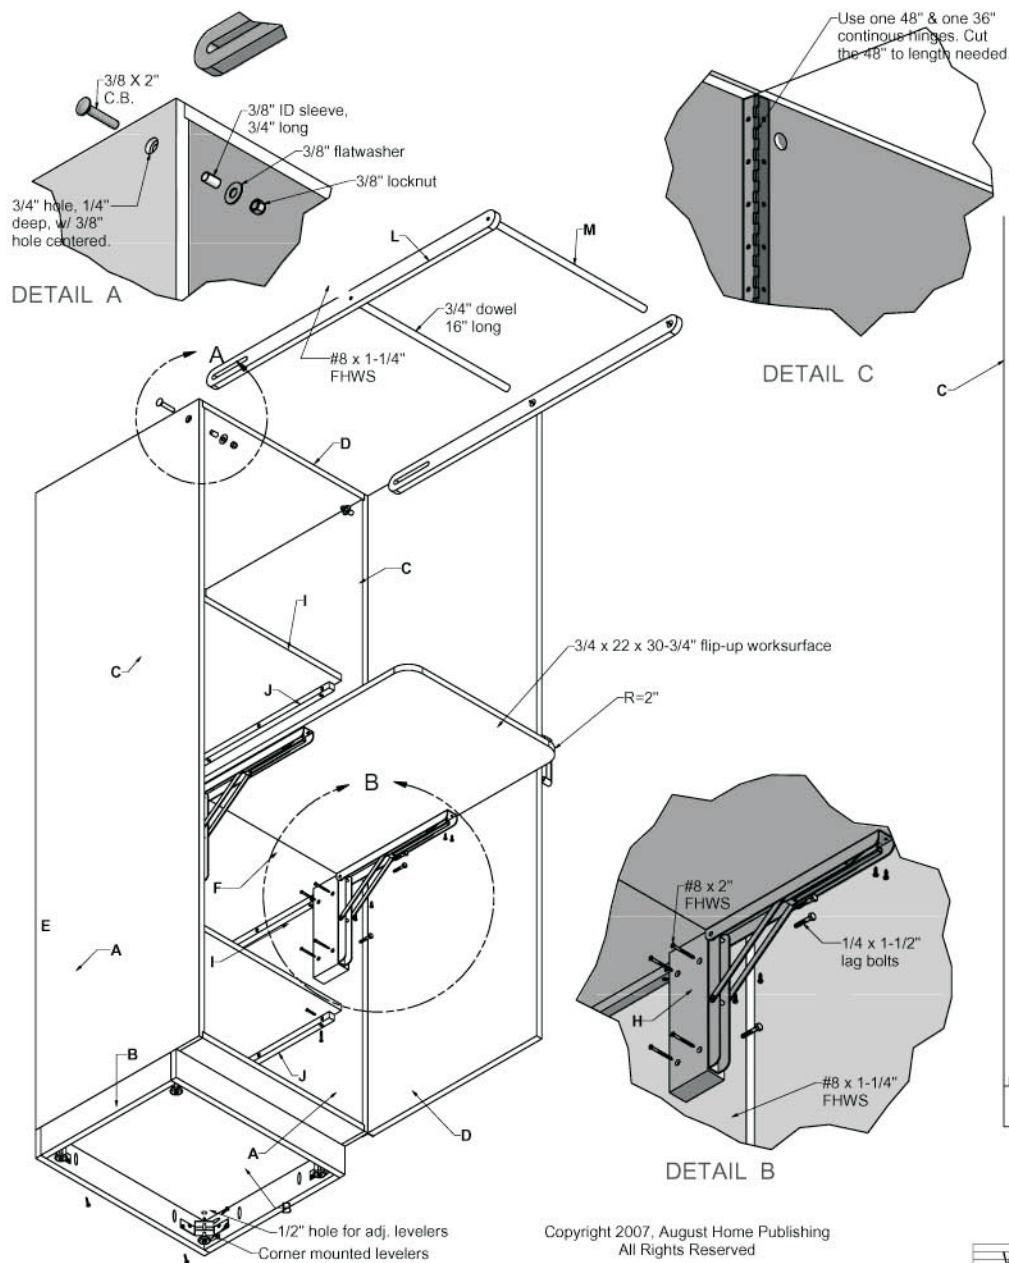 Use one 48" & one 36"
continous hinges. Cut
the 48" to length needed.
3/8 X 2"
C.B.
3/8" ID sleeve,
3/4" long
3/8" flatwasher
3/8" locknut
3/4" hole, 1/4"
deep, w/ 3/8"
hole centered.
DETAIL A
L
M
3/4" dowel
16" long
#8 x 1-1/4"
FHWS
A
DETAIL C
C
D
C
I
C
J
3/4 x 22 x 30-3/4" flip-up worksurface
R=2"
B
F
E
A
I
#8 x 2"
FHWS
1/4 x 1-1/2"
lag bolts
H
#8 x 1-1/4"
FHWS
B
J
A
D
DETAIL B
B
1/2" hole for adj. levelers
Corner mounted levelers
Copyright 2007, August Home Publishing
All Rights Reserved